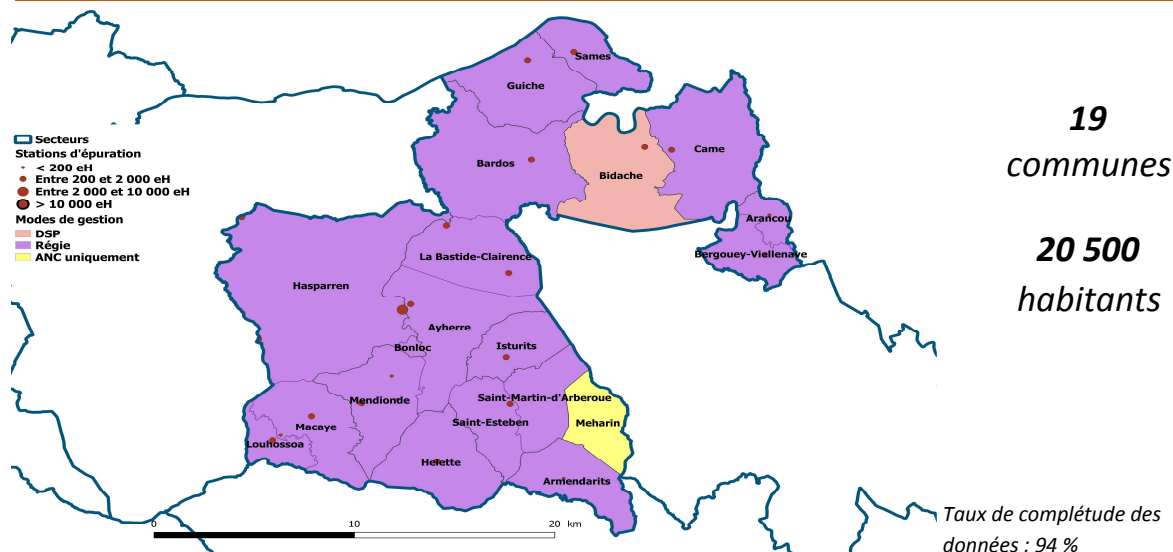 Secteurs
Stations d'épuration
< 200 eH
Entre 200 et 2 000 eH
Entre 2 000 et 10 000 eH
> 10 000 eH
Modes de gestion
DSP
Régie
ANC uniquement
Sames
Guiche
Bardos
Bidache
Came
Arancou
Bergouey-Viellenave
La Bastide-Clairence
Hasparren
Ayherre
Bonloc
Isturits
Mendionde
Saint-Martin-d'Arberoue
Meharin
Macaye
Saint-Esteben
Louhossoa
Helette
Armendarits
0 10 20 km
19
communes
20 500
habitants
Taux de complétude des
données : 94 %